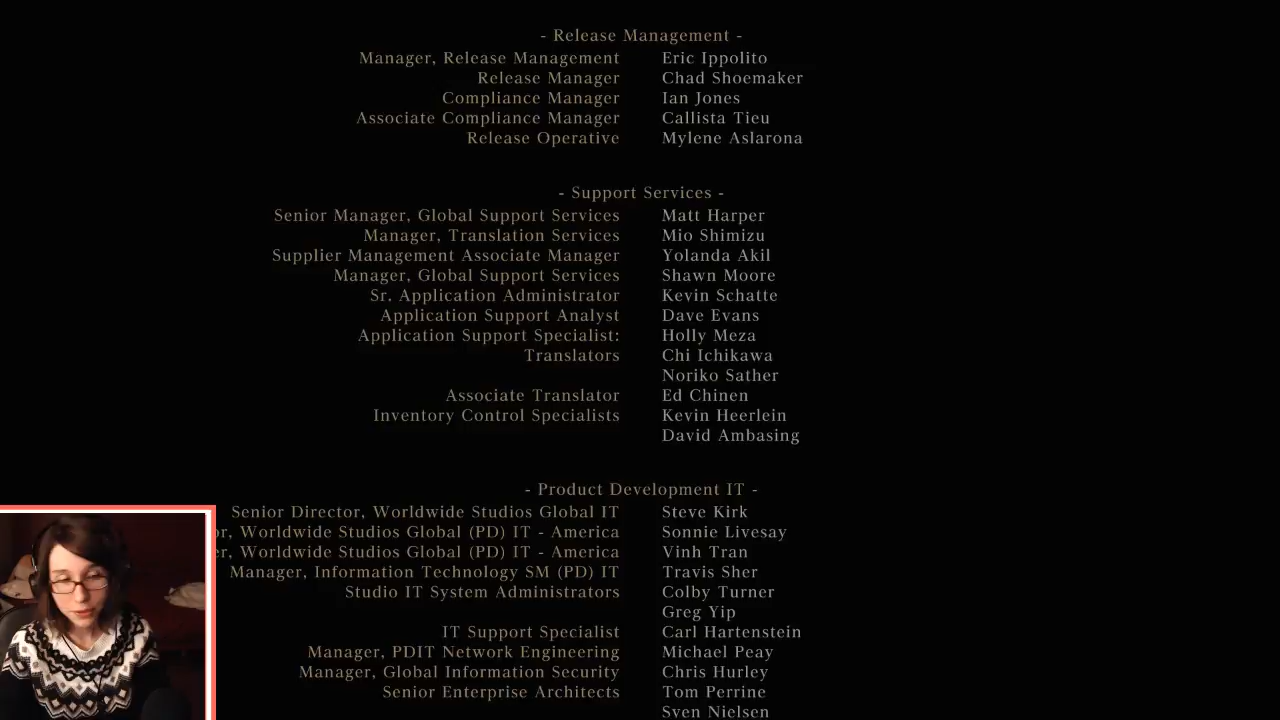 - Release Management -
Manager, Release Management Eric Ippolito
Release Manager Chad Shoemaker
Compliance Manager Ian Jones
Associate Compliance Manager Callista Tieu
Release Operative Mylene Aslarona
- Support Services -
Senior Manager, Global Support Services Matt Harper
Manager, Translation Services Mio Shimizu
Supplier Management Associate Manager Yolanda Akil
Manager, Global Support Services Shawn Moore
Sr. Application Administrator Kevin Schatte
Application Support Analyst Dave Evans
Application Support Specialist: Holly Meza
Translators Chi Ichikawa
Noriko Sather
Associate Translator Ed Chinen
Inventory Control Specialists Kevin Heerlein
David Ambasing
- Product Development IT -
Senior Director, Worldwide Studios Global IT Steve Kirk
Worldwide Studios Global (PD) IT - America Sonnie Livesay
Worldwide Studios Global (PD) IT - America Vinh Tran
Manager, Information Technology SM (PD) IT Travis Sher
Studio IT System Administrators Colby Turner
Greg Yip
IT Support Specialist Carl Hartenstein
Manager, PDIT Network Engineering Michael Peay
Manager, Global Information Security Chris Hurley
Senior Enterprise Architects Tom Perrine
Sven Nielsen